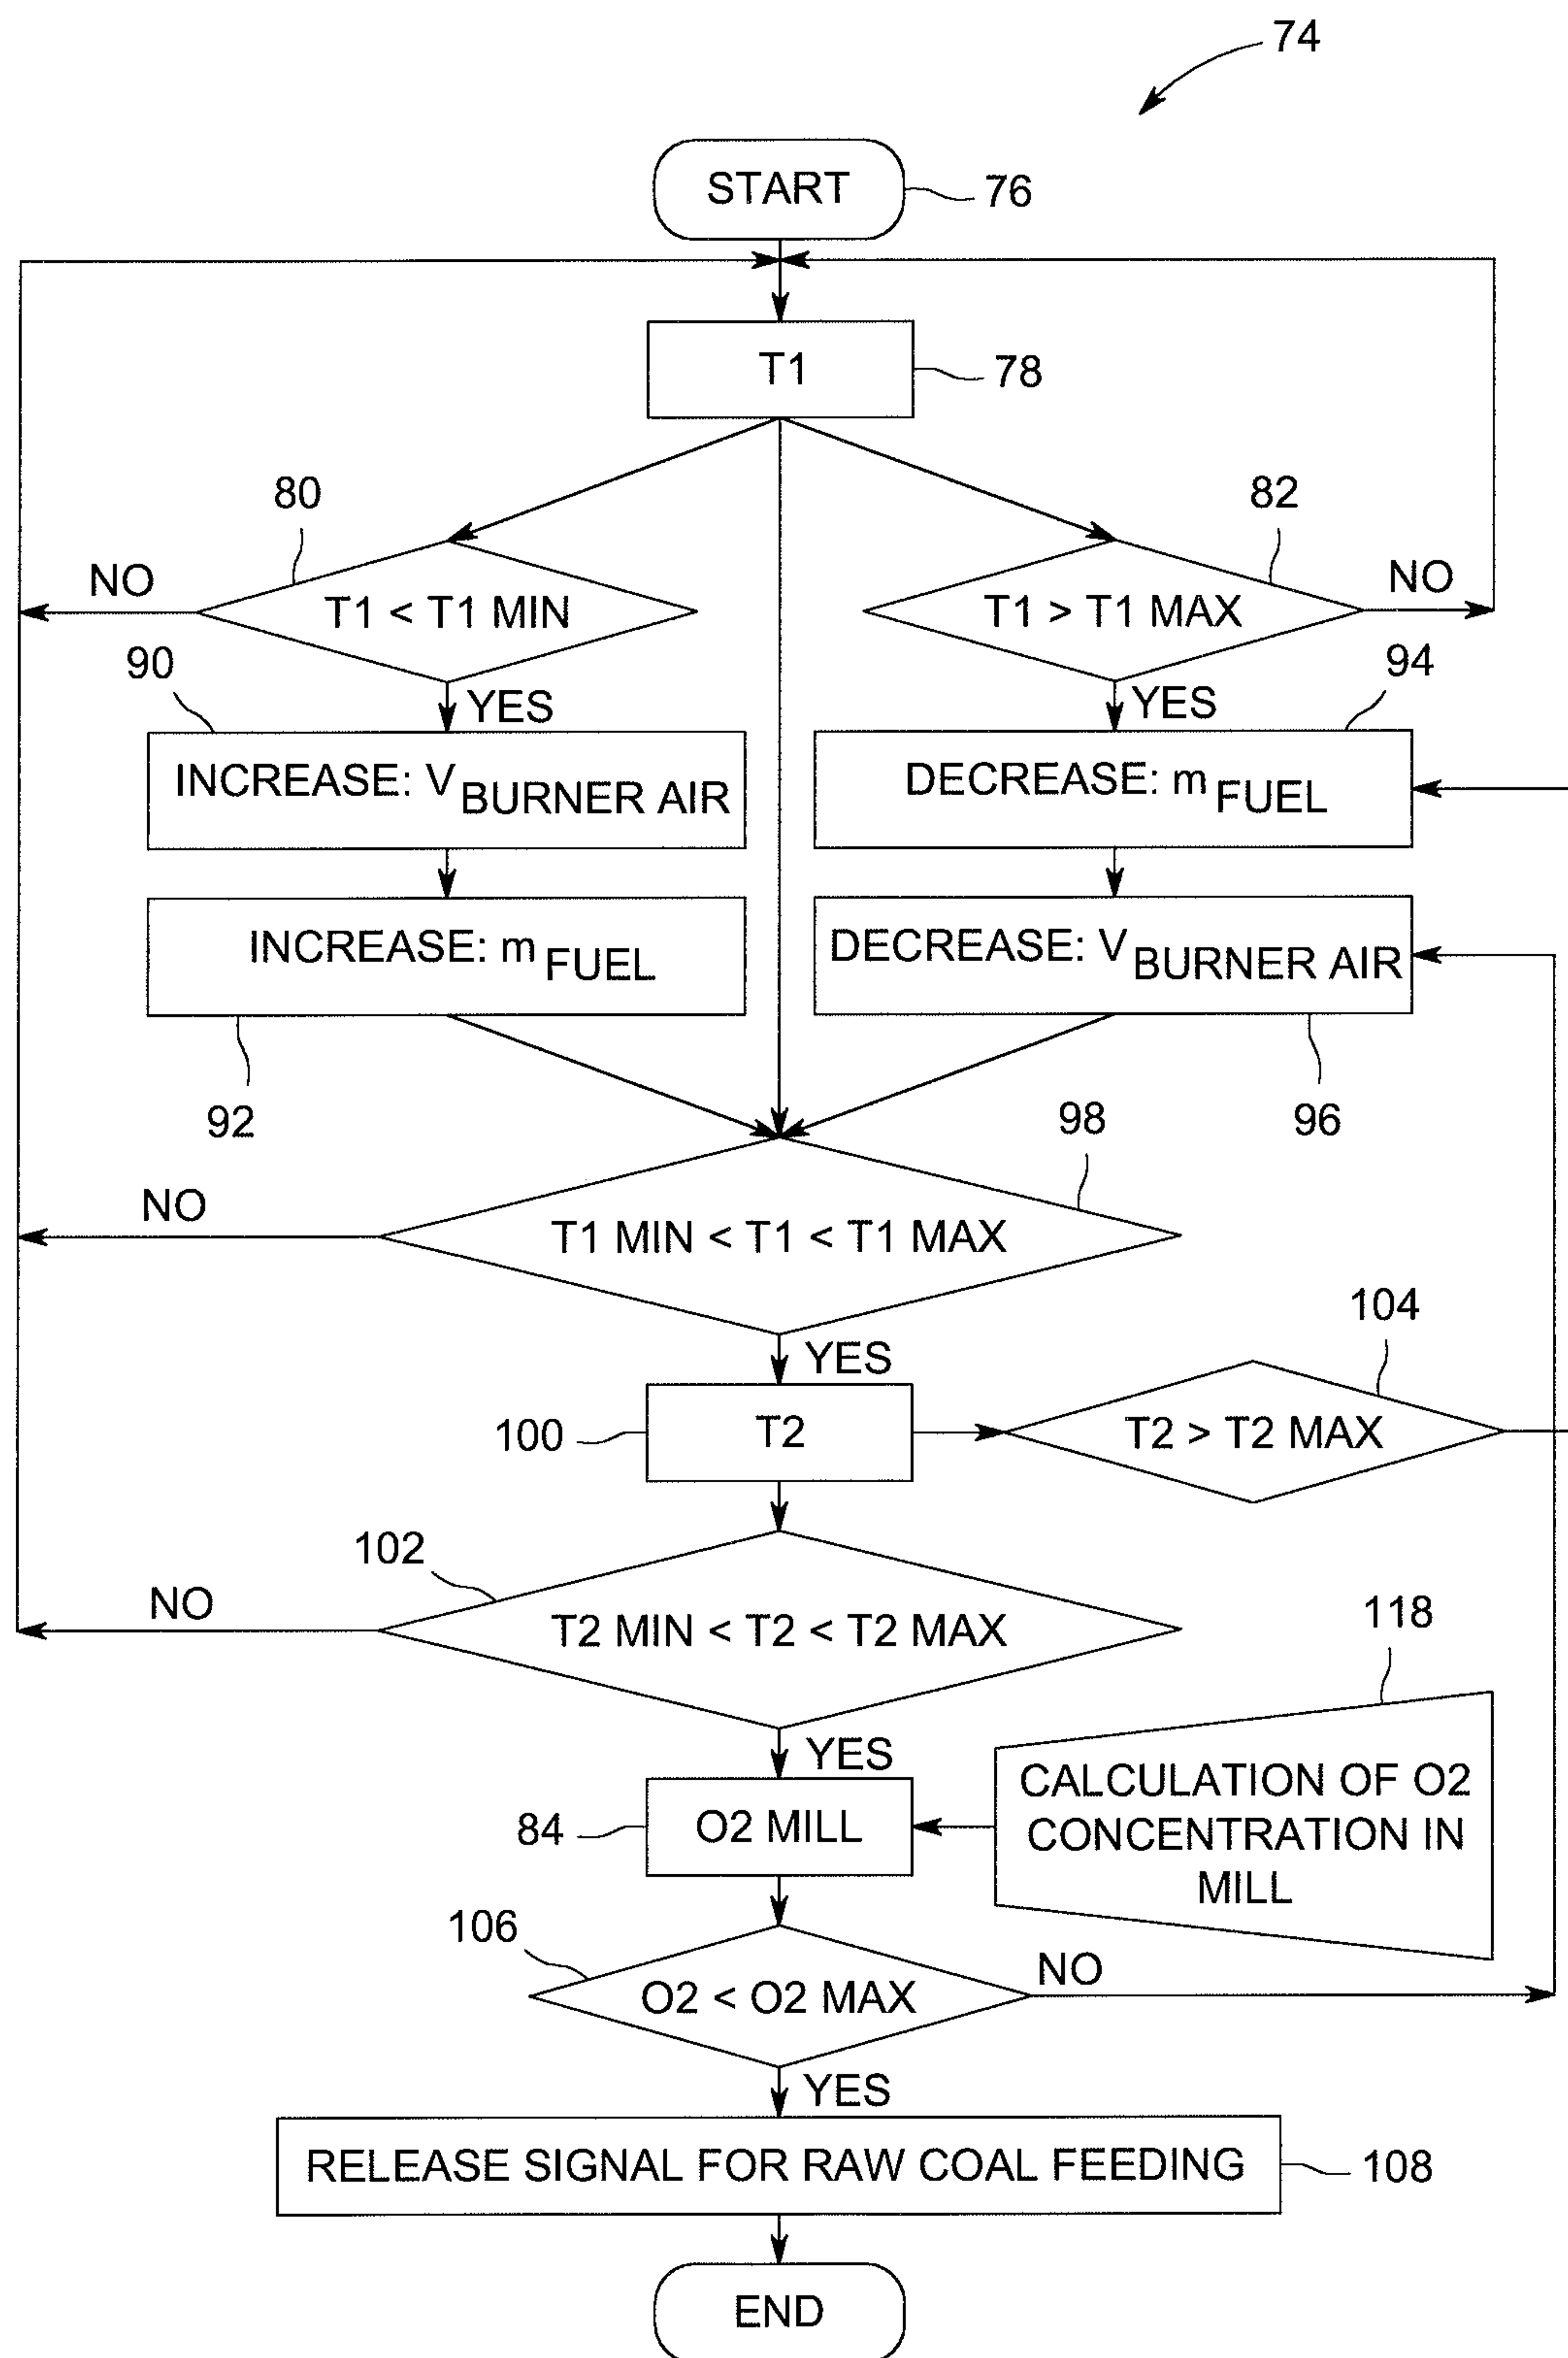 74
START
76
T1
78
80
82
NO
T1 < T1 MIN
T1 > T1 MAX
NO
90
YES
YES
94
INCREASE: V BURNER AIR
DECREASE: m FUEL
INCREASE: m FUEL
DECREASE: V BURNER AIR
92
98
96
NO
T1 MIN < T1 < T1 MAX
104
YES
100
T2
T2 > T2 MAX
102
NO
T2 MIN < T2 < T2 MAX
118
YES
84
O2 MILL
CALCULATION OF O2
CONCENTRATION IN
MILL
106
O2 < O2 MAX
NO
YES
RELEASE SIGNAL FOR RAW COAL FEEDING
108
END